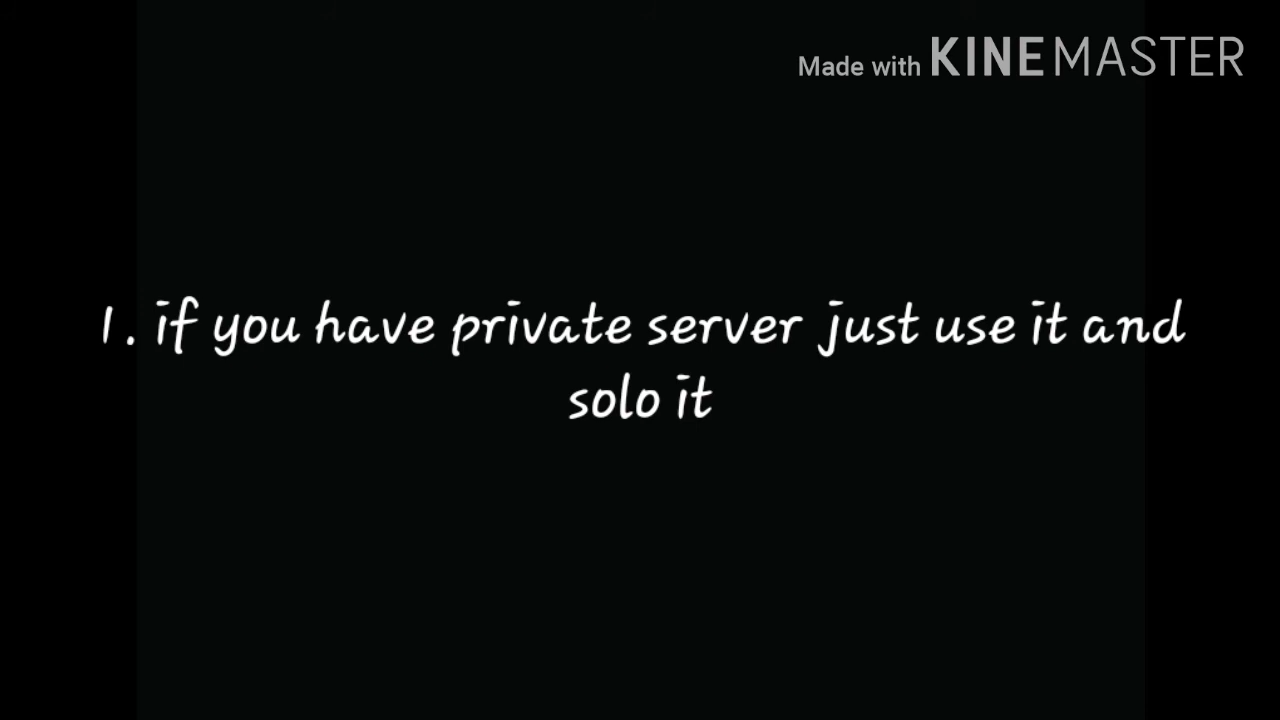 Made with KINEMASTER
1. if you have private server just use it and
solo it